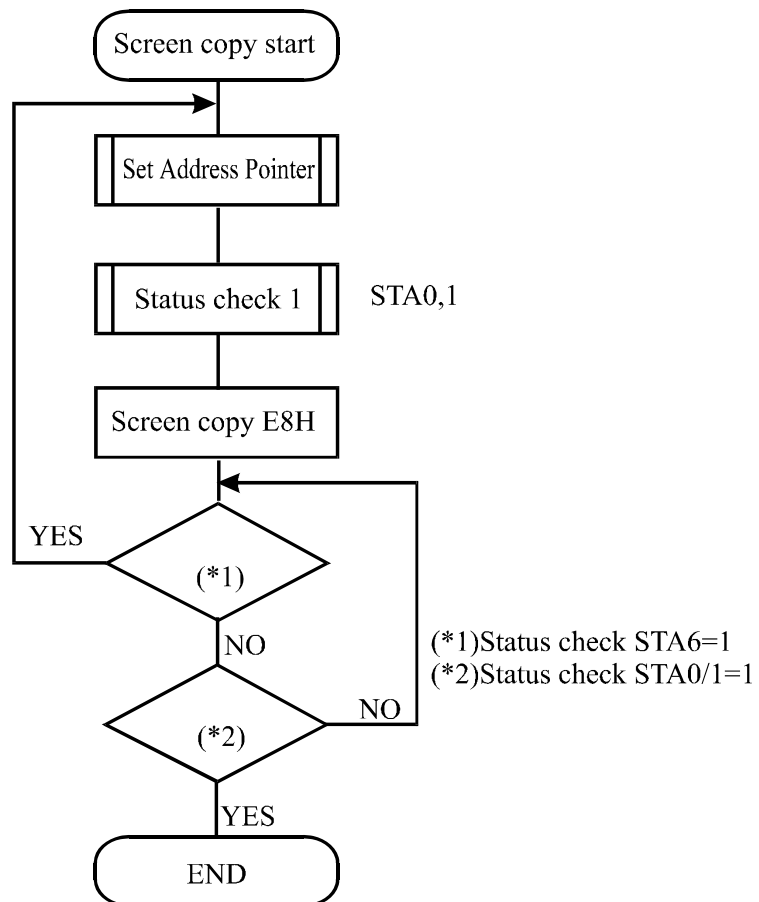 Screen copy start
Set Address Pointer
Status check 1
STA0,1
Screen copy E8H
YES
(*1)
NO
(*1)Status check STA6=1
(*2)Status check STA0/1=1
(*2)
NO
YES
END